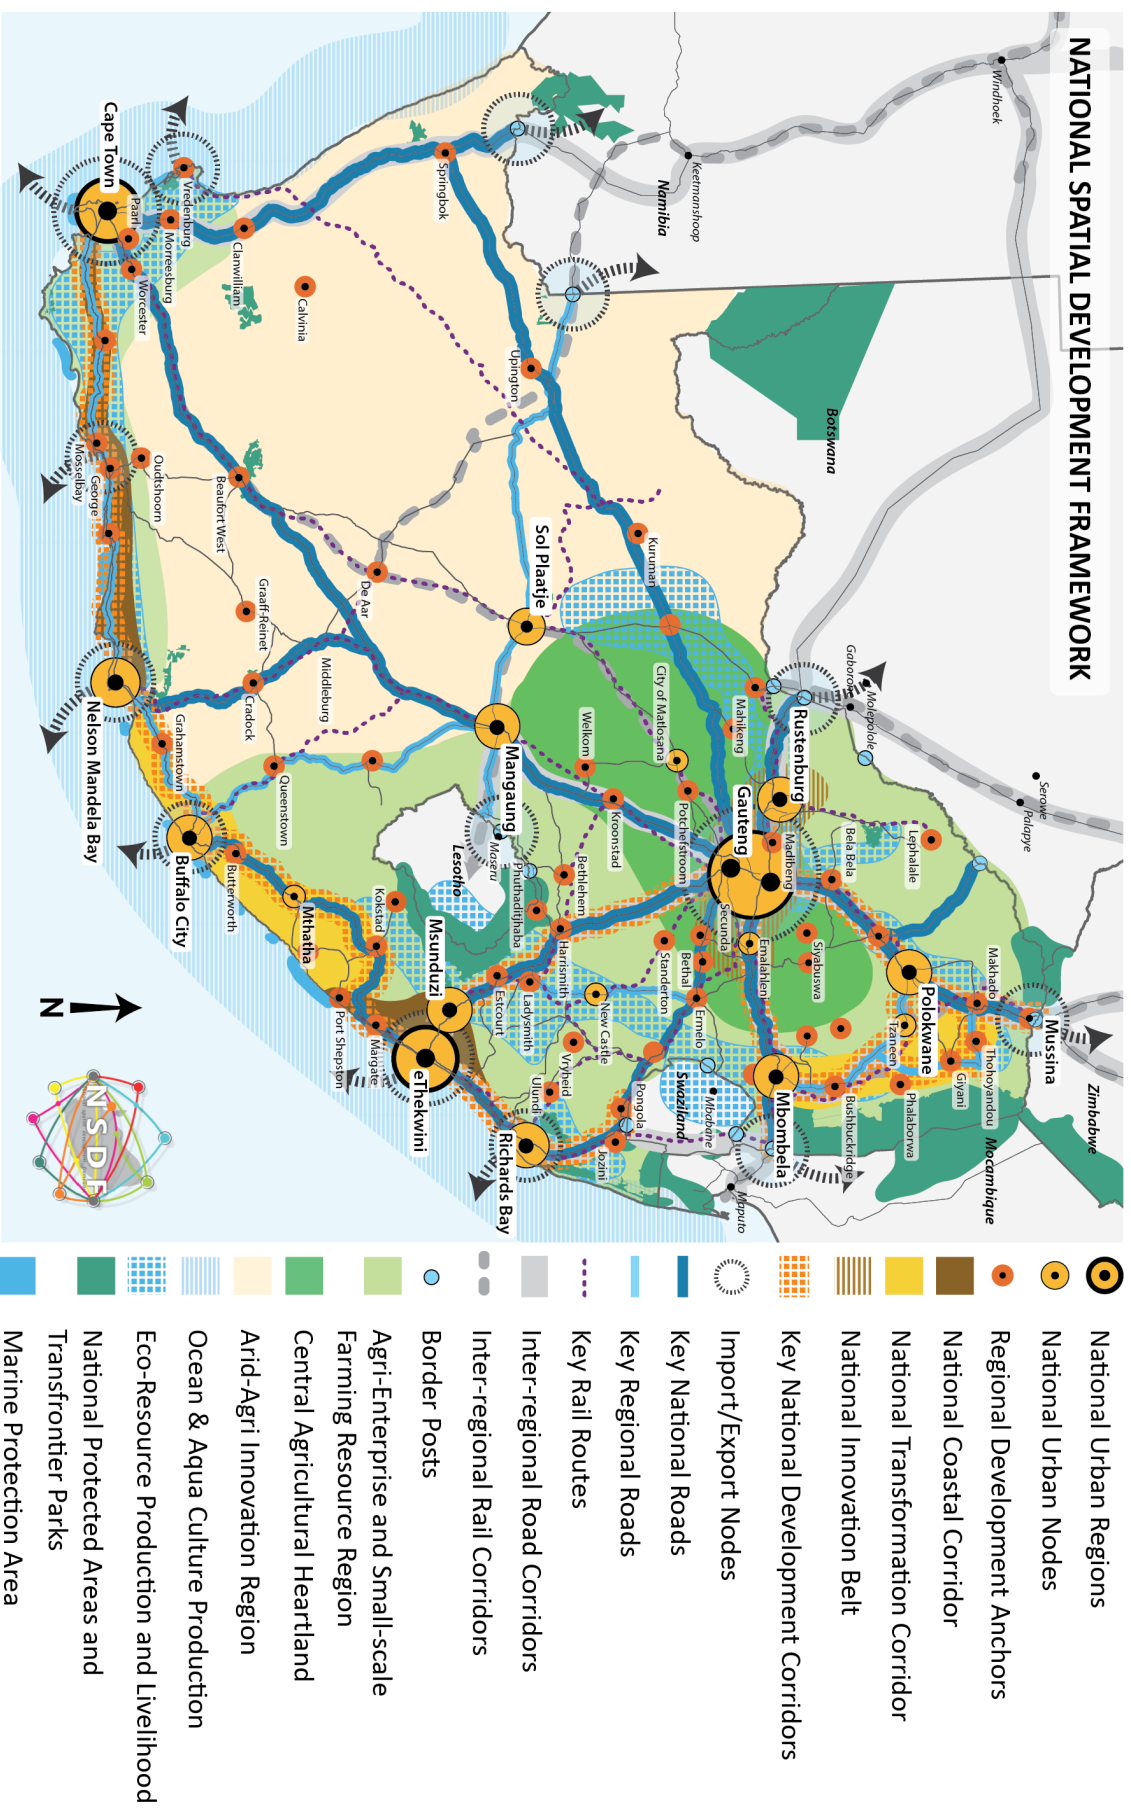 NATIONAL SPATIAL DEVELOPMENT FRAMEWORK
Windhoek
Keetmanshoop
Namibia
Botswana
Serowe
Palapye
Molepolole
Gaborone
Zimbabwe
Mussina
Makhado
Thohoyandou
Giyani
Polokwane
Tzaneen
Phalaborwa
Mocambique
Lephalale
Bela Bela
Bushbuckridge
Rustenburg
Madibeng
Siyabuswa
Mbombela
Mahikeng
Gauteng
Emalahleni
Secunda
Bethal
Ermelo
Mbabane
Maputo
Swaziland
Potchefstroom
City of Matlosana
Standerton
Kuruman
Welkom
Kroonstad
New Castle
Pongola
Jozini
Vryheid
Bethlehem
Harrismith
Ulundi
Sol Plaatje
Phuthaditjhaba
Ladysmith
Richards Bay
Mangaung
Maseru
Estcourt
Lesotho
Upington
Springbok
Msunduzi
eThekwini
Kokstad
Margate
De Aar
Port Shepston
Middleburg
Mthatha
Calvinia
Queenstown
Graaff-Reinet
Cradock
Butterworth
Clanwilliam
Beaufort West
Buffalo City
Vredenburg
Grahamstown
Morreesburg
Oudtshoorn
Worcester
Paarl
George
Nelson Mandela Bay
Cape Town
Mosselbay
N
NSDF
National Urban Regions
National Urban Nodes
Regional Development Anchors
National Coastal Corridor
National Transformation Corridor
National Innovation Belt
Key National Development Corridors
Import/Export Nodes
Key National Roads
Key Regional Roads
Key Rail Routes
Inter-regional Road Corridors
Inter-regional Rail Corridors
Border Posts
Agri-Enterprise and Small-scale
Farming Resource Region
Central Agricultural Heartland
Arid-Agri Innovation Region
Ocean & Aqua Culture Production
Eco-Resource Production and Livelihood
National Protected Areas and
Transfrontier Parks
Marine Protection Area